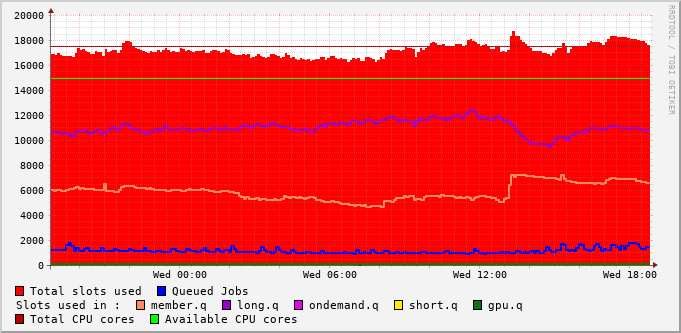 20000
18000
16000
14000
12000
10000
8000
6000
4000
2000
0
Wed 00:00 Wed 06:00 Wed 12:00 Wed 18:00
Total slots used Queued Jobs
Slots used in : member.q long.q ondemand.q short.q gpu.q
Total CPU cores Available CPU cores
RRDTOOL / TOBI OETIKER